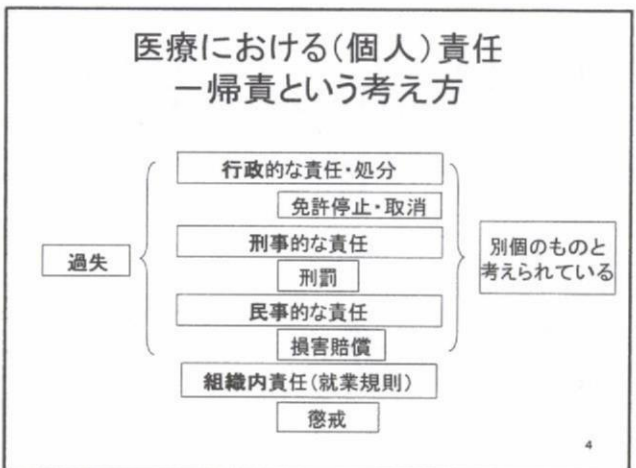 医療における(個人)責任
ー帰責という考え方
行政的な責任・処分
免許停止・取消
刑事的な責任
過失
刑罰
別個のものと
考えられている
民事的な責任
損害賠償
組織内責任(就業規則)
懲戒
4